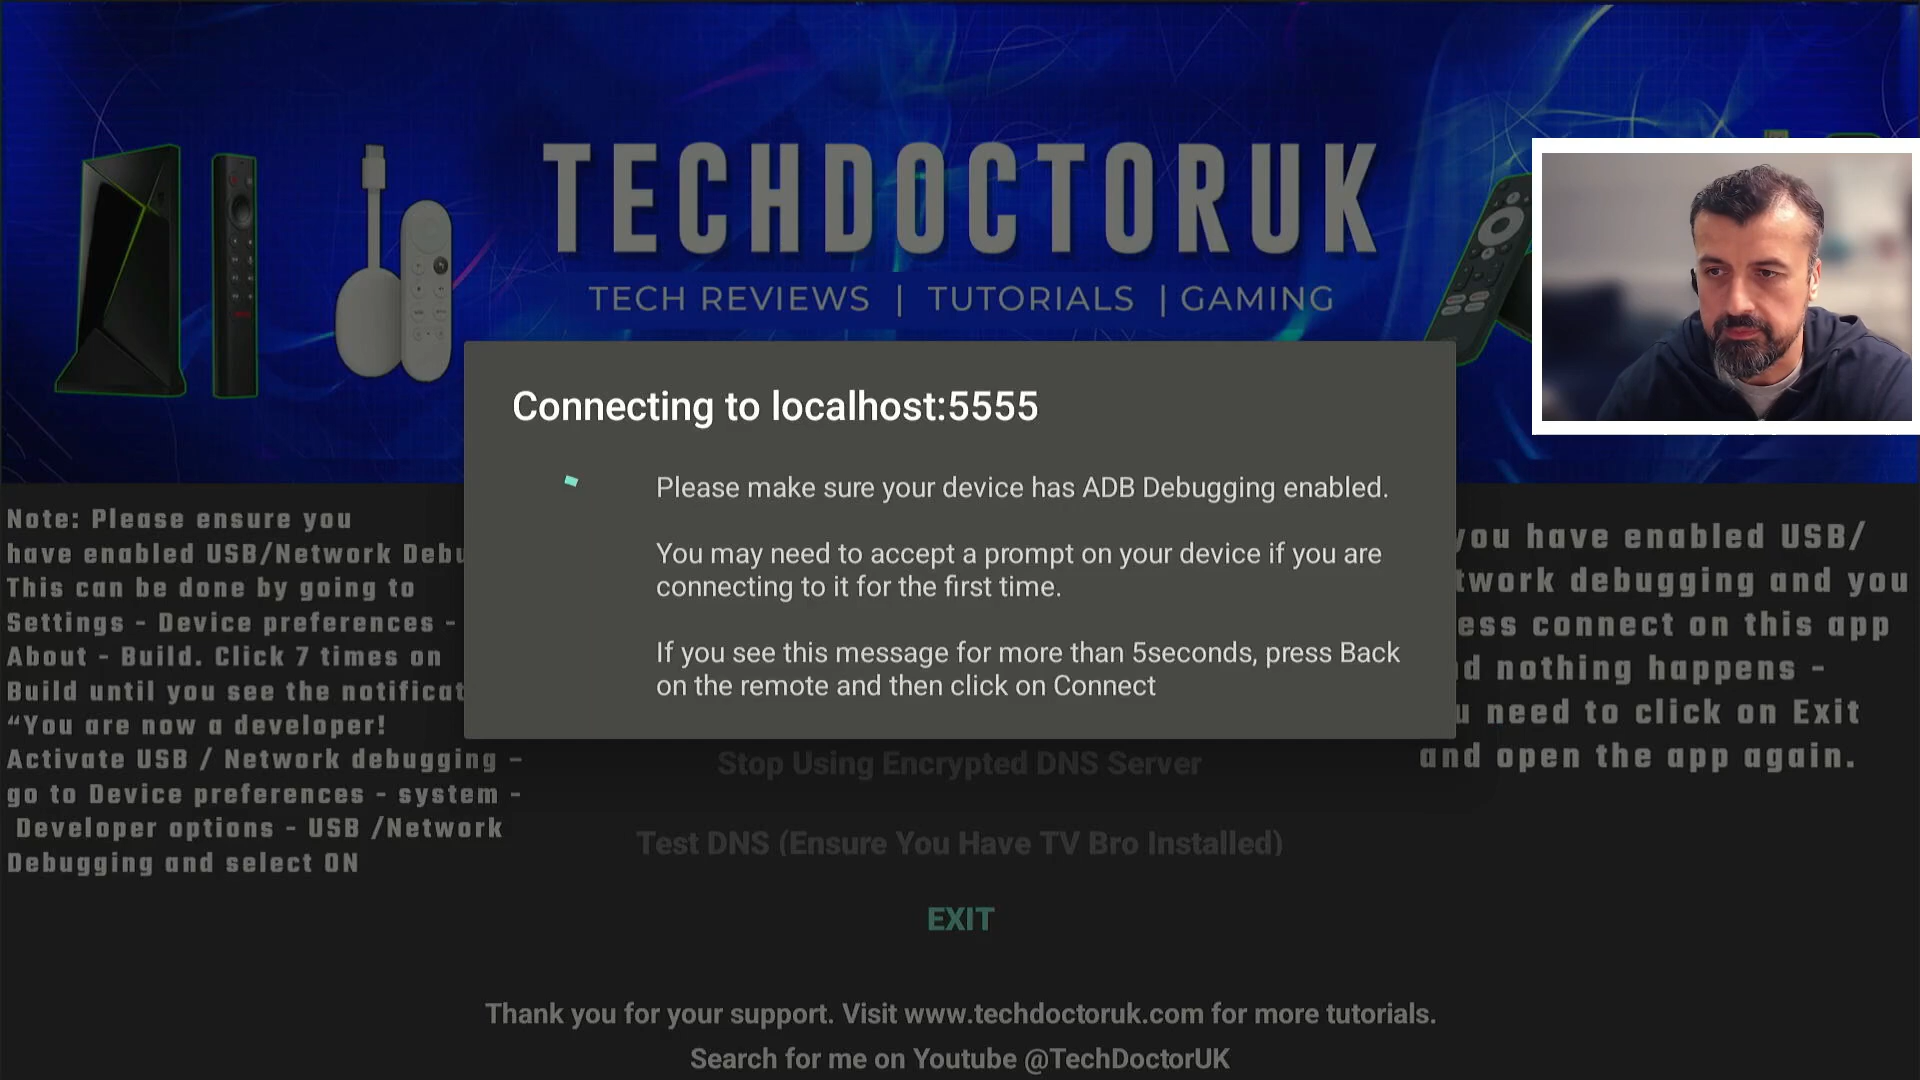 TECHDOCTORUK
TECH REVIEWS | TUTORIALS | GAMING
Connecting to localhost:5555
Please make sure your device has ADB Debugging enabled.
You may need to accept a prompt on your device if you are
connecting to it for the first time.
If you see this message for more than 5seconds, press Back
on the remote and then click on Connect
Note: Please ensure you
have enabled USB/Network Debu
This can be done by going to
Settings - Device preferences -
About - Build. Click 7 times on
Build until you see the notificat
“You are now a developer!
Activate USB / Network debugging -
go to Device preferences - system -
Developer options - USB /Network
Debugging and select ON
you have enabled USB/
twork debugging and you
ess connect on this app
d nothing happens -
u need to click on Exit
and open the app again.
Stop Using Encrypted DNS Server
Test DNS (Ensure You Have TV Bro Installed)
EXIT
Thank you for your support. Visit www.techdoctoruk.com for more tutorials.
Search for me on Youtube @TechDoctorUK